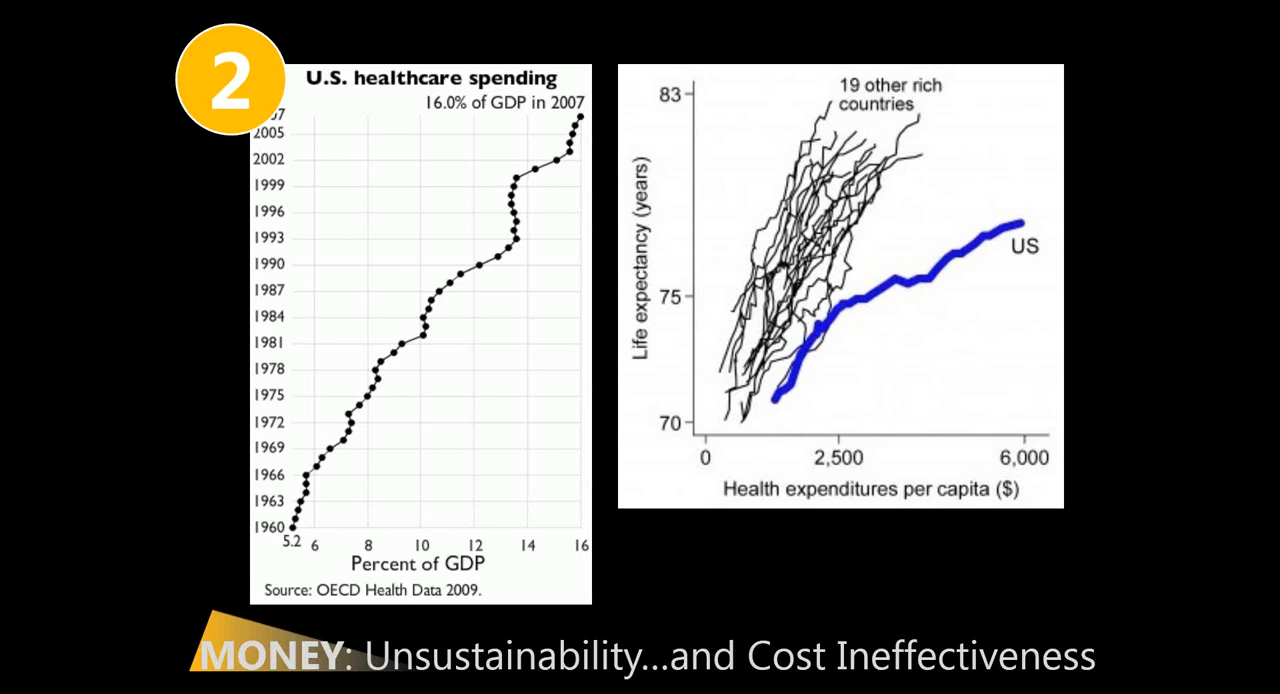 2
U.S. healthcare spending
16.0% of GDP in 2007
2005
2002
1999
1996
1993
1990
1987
1984
1981
1978
1975
1972
1969
1966
1963
1960
5.2 6 8 10 12 14 16
Percent of GDP
Source: OECD Health Data 2009.
19 other rich
countries
83
75
70
Life expectancy (years)
US
0 2,500 6,000
Health expenditures per capita ($)
MONEY: Unsustainability...and Cost Ineffectiveness